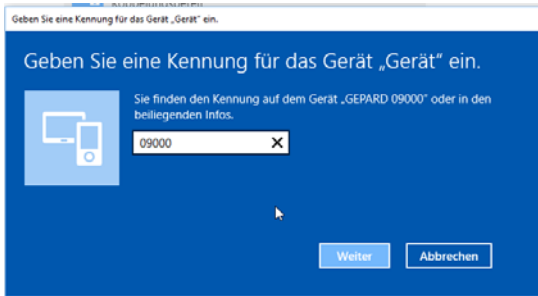 Koppelungsbereit
Geben Sie eine Kennung für das Gerät „Gerät" ein.
Geben Sie eine Kennung für das Gerät „Gerät" ein.
Sie finden den Kennung auf dem Gerät „GEPARD 09000" oder in den
beiliegenden Infos.
09000
Weiter
Abbrechen